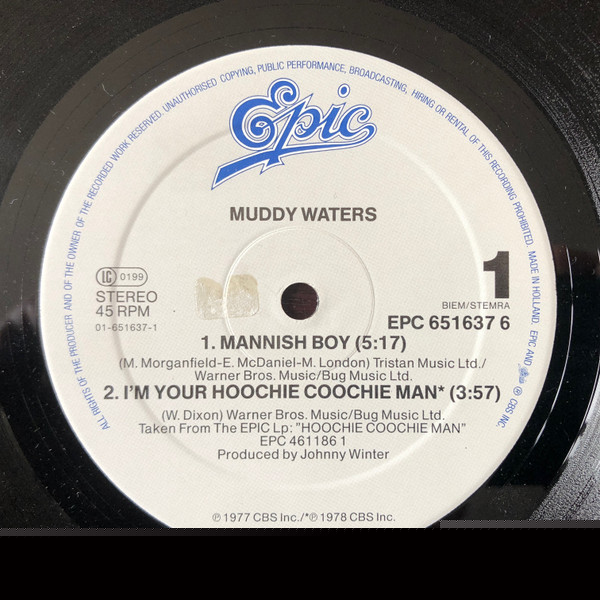 ALL RIGHTS OF THE PRODUCER AND OF THE OWNER OF THE RECORDED WORK RESERVED. UNAUTHORISED COPYING, PUBLIC PERFORMANCE, BROADCASTING, HIRING OR RENTAL OF THIS RECORDING PROHIBITED. MADE IN HOLLAND. EPIC AND ARE ℗ © CBS INC.
Epic
MUDDY WATERS
LC 0199
STEREO
45 RPM
01-651637-1
1
BIEM/STEMRA
EPC 651637 6
1. MANNISH BOY (5:17)
(M. Morganfield-E. McDaniel-M. London) Tristan Music Ltd./
Warner Bros. Music/Bug Music Ltd.
2. I'M YOUR HOOCHIE COOCHIE MAN* (3:57)
(W. Dixon) Warner Bros. Music/Bug Music Ltd.
Taken From The EPIC Lp: "HOOCHIE COOCHIE MAN"
EPC 461186 1
Produced by Johnny Winter
℗ 1977 CBS Inc./*℗ 1978 CBS Inc.